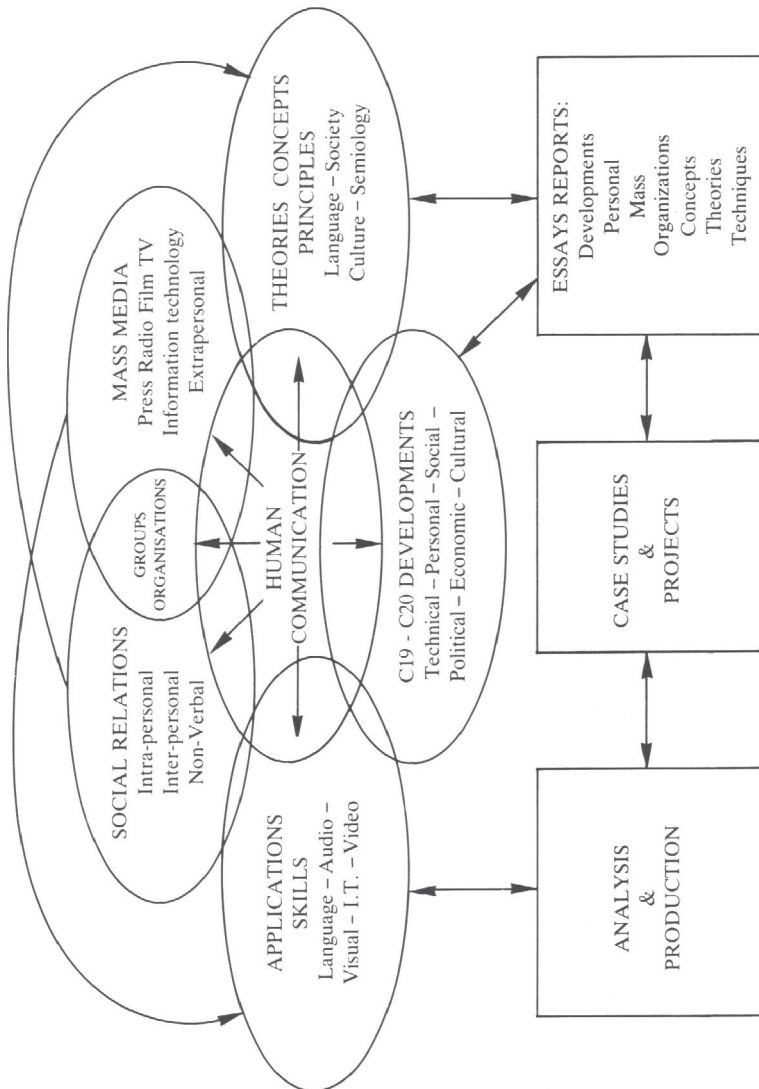 SOCIAL RELATIONS
Intra-personal
Inter-personal
Non-Verbal
GROUPS
ORGANISATIONS
MASS MEDIA
Press Radio Film TV
Information technology
Extrapersonal
APPLICATIONS
SKILLS
Language – Audio –
Visual – I.T. – Video
HUMAN
COMMUNICATION
THEORIES CONCEPTS
PRINCIPLES
Language – Society
Culture – Semiology
C19 - C20 DEVELOPMENTS
Technical – Personal – Social –
Political – Economic – Cultural
ANALYSIS
&
PRODUCTION
CASE STUDIES
&
PROJECTS
ESSAYS REPORTS:
Developments
Personal
Mass
Organizations
Concepts
Theories
Techniques